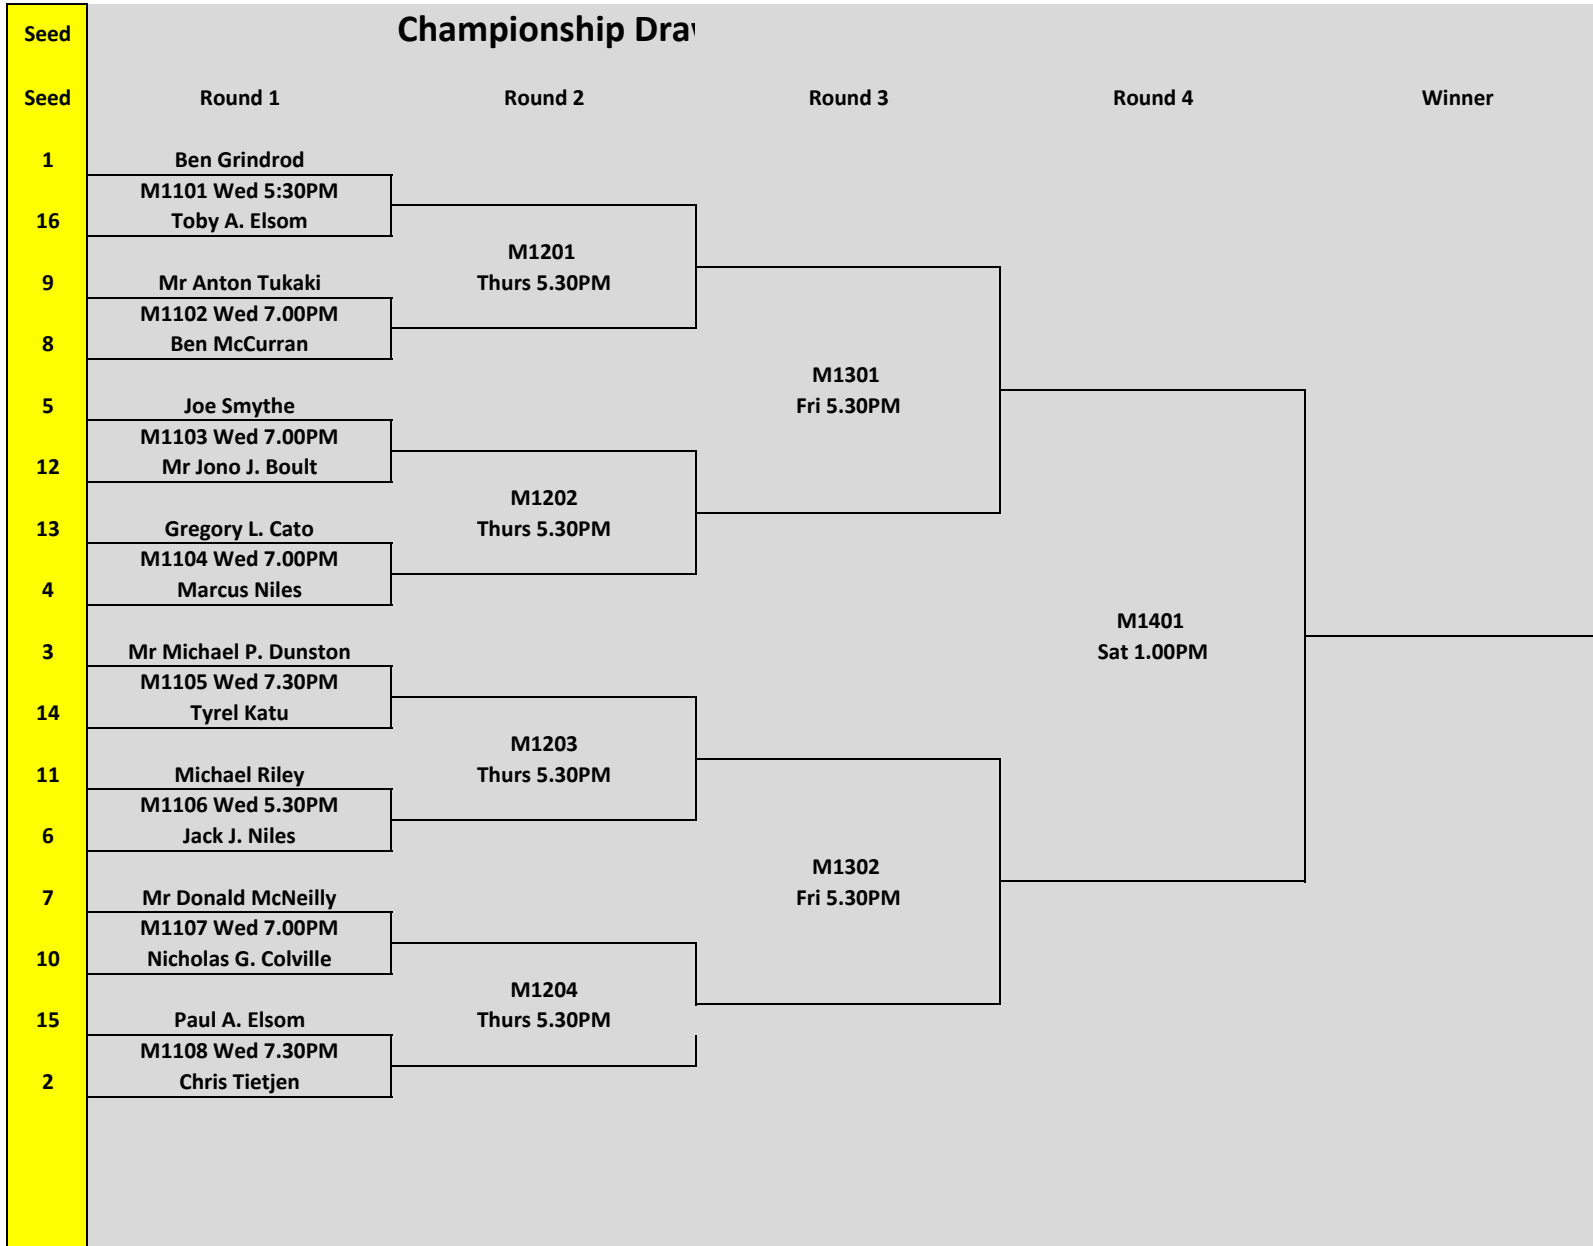 Seed Championship Dra
Seed Round 1 Round 2 Round 3 Round 4 Winner
1 Ben Grindrod
M1101 Wed 5:30PM
16 Toby A. Elsom
M1201
9 Mr Anton Tukaki Thurs 5.30PM
M1102 Wed 7.00PM
8 Ben McCurran
M1301
5 Joe Smythe Fri 5.30PM
M1103 Wed 7.00PM
12 Mr Jono J. Boult
M1202
13 Gregory L. Cato Thurs 5.30PM
M1104 Wed 7.00PM
4 Marcus Niles
M1401
3 Mr Michael P. Dunston Sat 1.00PM
M1105 Wed 7.30PM
14 Tyrel Katu
M1203
11 Michael Riley Thurs 5.30PM
M1106 Wed 5.30PM
6 Jack J. Niles
M1302
7 Mr Donald McNeilly Fri 5.30PM
M1107 Wed 7.00PM
10 Nicholas G. Colville
M1204
15 Paul A. Elsom Thurs 5.30PM
M1108 Wed 7.30PM
2 Chris Tietjen